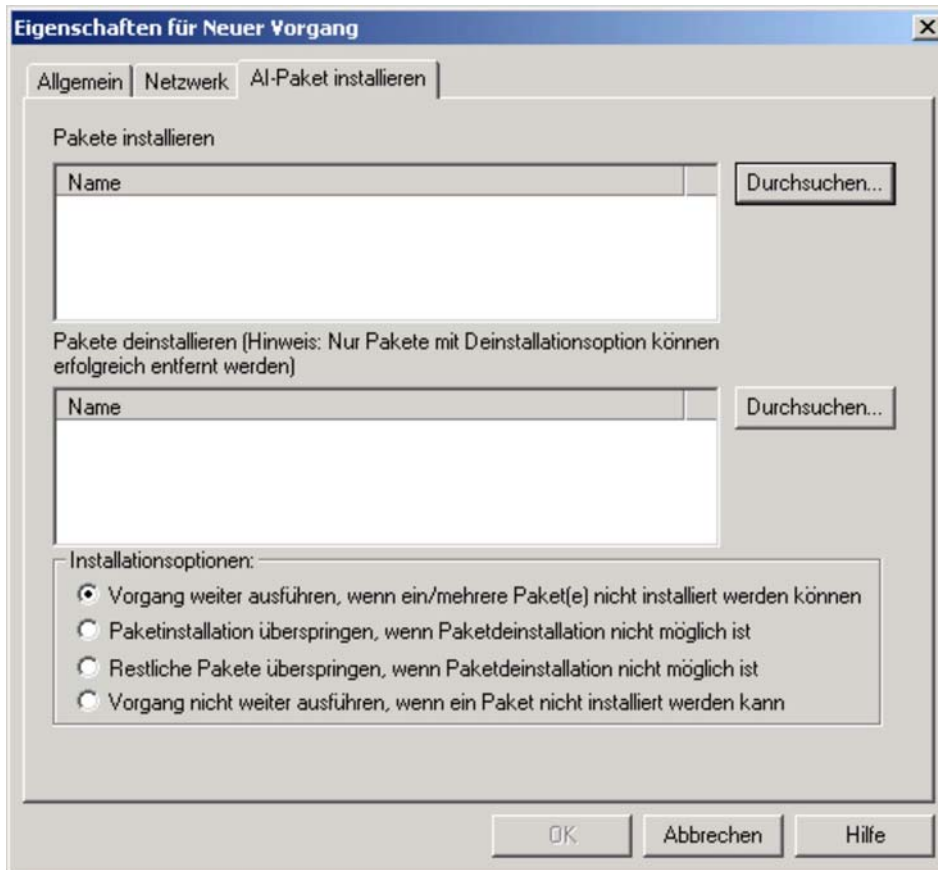 Eigenschaften für Neuer Vorgang
Allgemein Netzwerk AI-Paket installieren
Pakete installieren
Name
Durchsuchen...
Pakete deinstallieren (Hinweis: Nur Pakete mit Deinstallationsoption können
erfolgreich entfernt werden)
Name
Durchsuchen...
Installationsoptionen:
Vorgang weiter ausführen, wenn ein/mehrere Paket(e) nicht installiert werden können
Paketinstallation überspringen, wenn Paketdeinstallation nicht möglich ist
Restliche Pakete überspringen, wenn Paketdeinstallation nicht möglich ist
Vorgang nicht weiter ausführen, wenn ein Paket nicht installiert werden kann
OK Abbrechen Hilfe